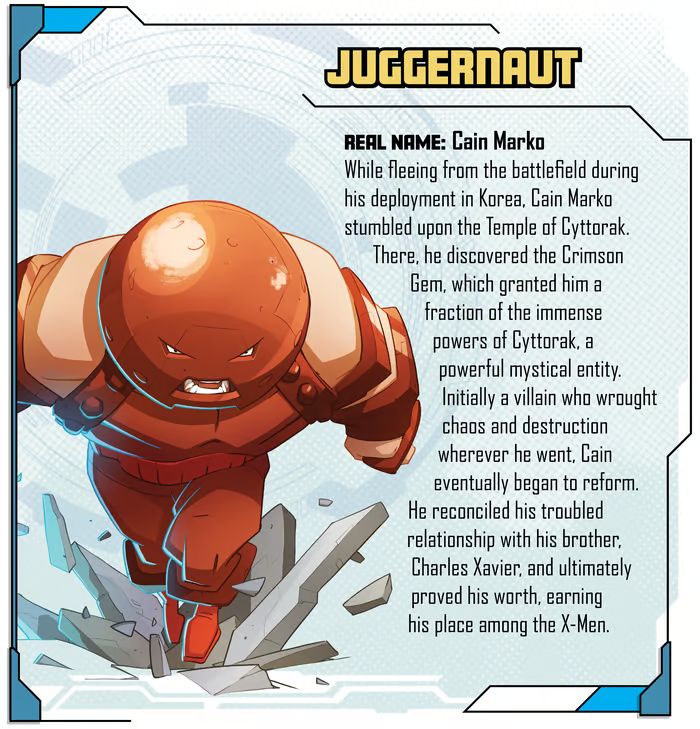 JUGGERNAUT
REAL NAME: Cain Marko
While fleeing from the battlefield during
his deployment in Korea, Cain Marko
stumbled upon the Temple of Cyttorak.
There, he discovered the Crimson
Gem, which granted him a
fraction of the immense
powers of Cyttorak, a
powerful mystical entity.
Initially a villain who wrought
chaos and destruction
wherever he went, Cain
eventually began to reform.
He reconciled his troubled
relationship with his brother,
Charles Xavier, and ultimately
proved his worth, earning
his place among the X-Men.